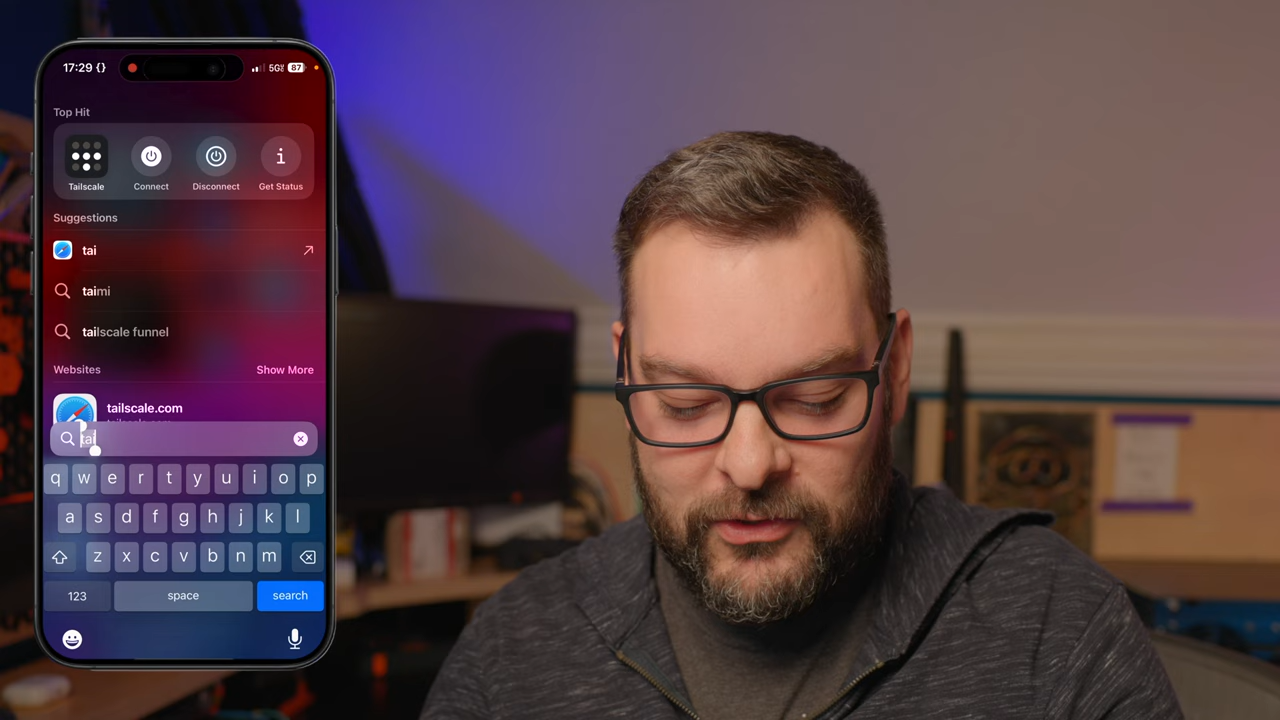 17:29 {} 5G 87
Top Hit
Tailscale Connect Disconnect Get Status
Suggestions
tai
taimi
tailscale funnel
Websites Show More
tailscale.com
tai
q w e r t y u i o p
a s d f g h j k l
z x c v b n m
123 space search